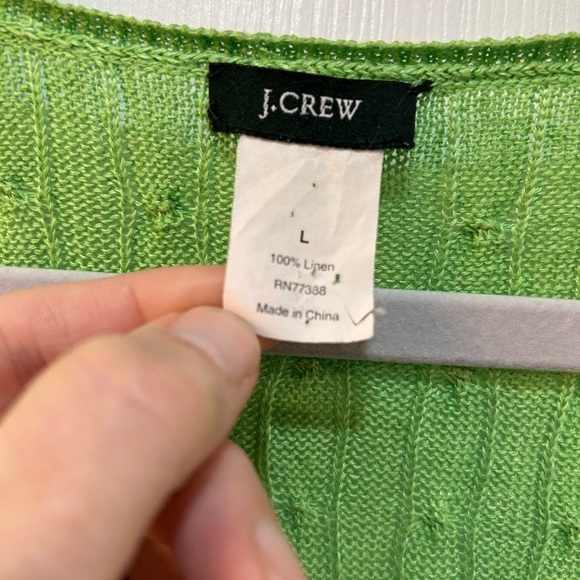 J.CREW
L
100% Linen
RN77388
Made in China